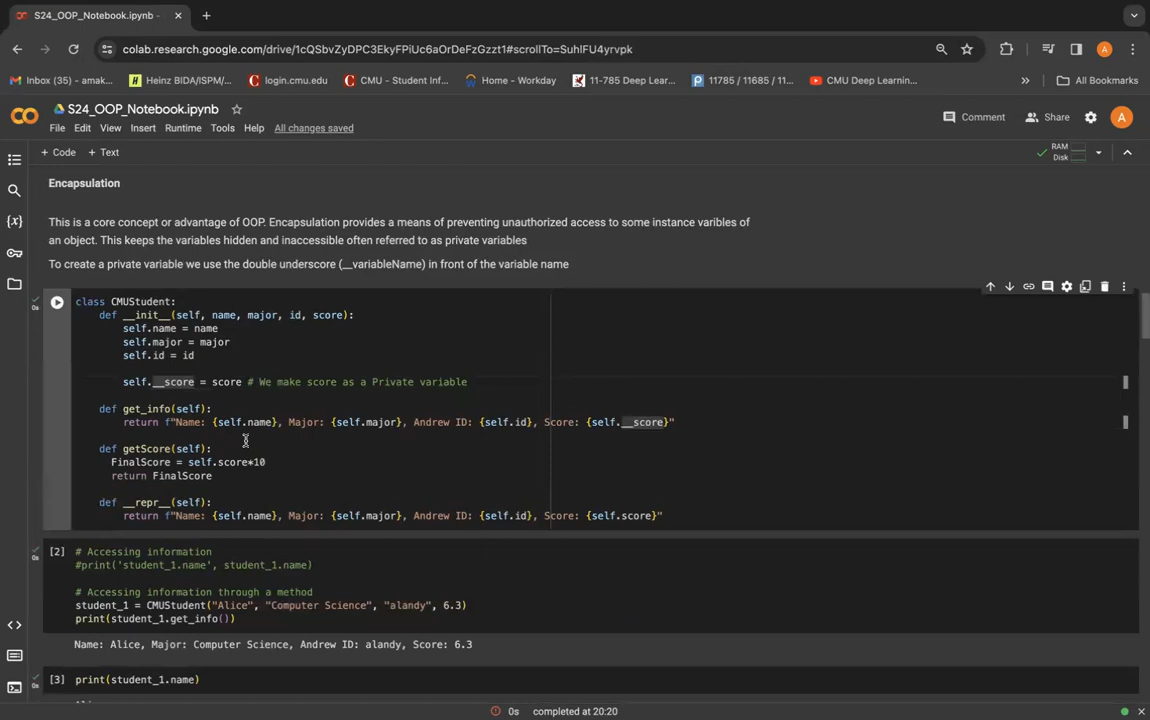 S24_OOP_Notebook.ipynb -
colab.research.google.com/drive/1cQSbvZyDPC3EkyFPiUc6aOrDeFzGzzt1#scrollTo=SuhlFU4yrvpk
A
Inbox (35) - amak...
Heinz BIDA/ISPM/...
login.cmu.edu
CMU - Student Inf...
Home - Workday
11-785 Deep Lear...
11785 / 11685 / 11...
CMU Deep Learnin...
»
All Bookmarks
S24_OOP_Notebook.ipynb
Comment
Share
A
File Edit View Insert Runtime Tools Help All changes saved
+ Code + Text
RAM
Disk
Encapsulation
This is a core concept or advantage of OOP. Encapsulation provides a means of preventing unauthorized access to some instance varibles of
an object. This keeps the variables hidden and inaccessible often referred to as private variables
To create a private variable we use the double underscore (__variableName) in front of the variable name
0s
class CMUStudent:
def __init__(self, name, major, id, score):
self.name = name
self.major = major
self.id = id
self.__score = score # We make score as a Private variable
def get_info(self):
return f"Name: {self.name}, Major: {self.major}, Andrew ID: {self.id}, Score: {self.__score}"
def getScore(self):
FinalScore = self.score*10
return FinalScore
def __repr__(self):
return f"Name: {self.name}, Major: {self.major}, Andrew ID: {self.id}, Score: {self.score}"
0s
[2] # Accessing information
#print('student_1.name', student_1.name)
# Accessing information through a method
student_1 = CMUStudent("Alice", "Computer Science", "alandy", 6.3)
print(student_1.get_info())
Name: Alice, Major: Computer Science, Andrew ID: alandy, Score: 6.3
0s
[3] print(student_1.name)
0s completed at 20:20